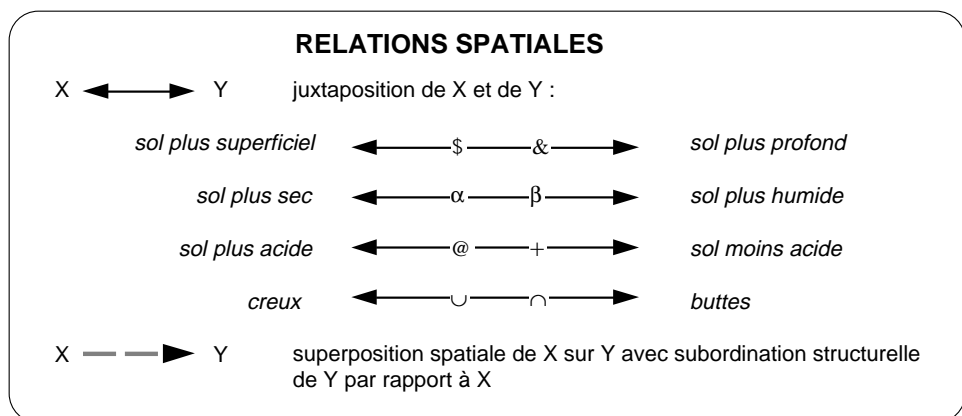 RELATIONS SPATIALES
X Y juxtaposition de X et de Y :
sol plus superficiel $ & sol plus profond
sol plus sec α β sol plus humide
sol plus acide @ + sol moins acide
creux ∪ ∩ buttes
X Y superposition spatiale de X sur Y avec subordination structurelle
de Y par rapport à X